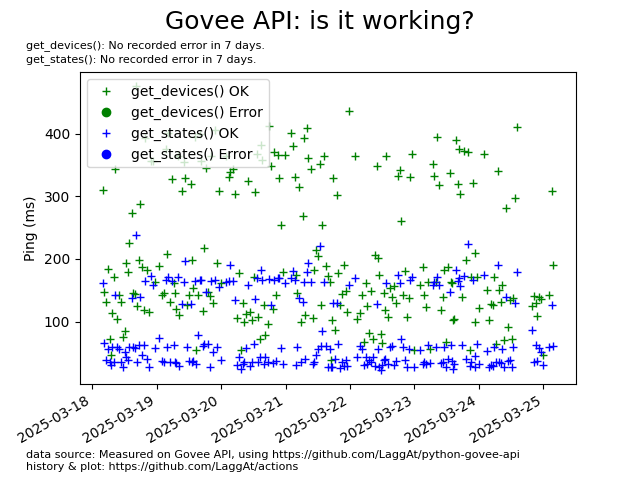 Govee API: is it working?
get_devices(): No recorded error in 7 days.
get_states(): No recorded error in 7 days.
get_devices() OK
get_devices() Error
get_states() OK
get_states() Error
Ping (ms)
400
300
200
100
2025-03-18
2025-03-19
2025-03-20
2025-03-21
2025-03-22
2025-03-23
2025-03-24
2025-03-25
data source: Measured on Govee API, using https://github.com/LaggAt/python-govee-api
history & plot: https://github.com/LaggAt/actions